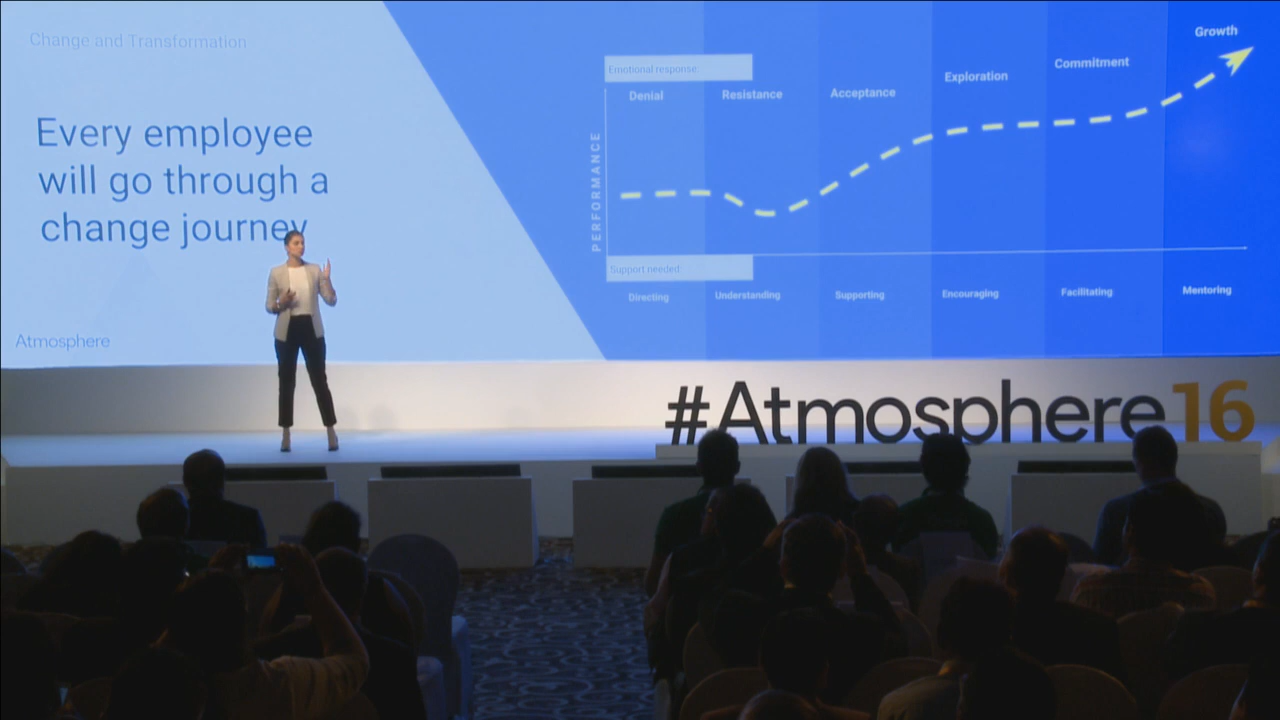 Change and Transformation
Every employee
will go through a
change journey
Atmosphere
Emotional response:
Denial
Resistance
Acceptance
Exploration
Commitment
Growth
PERFORMANCE
Support needed:
Directing
Understanding
Supporting
Encouraging
Facilitating
Mentoring
#Atmosphere16